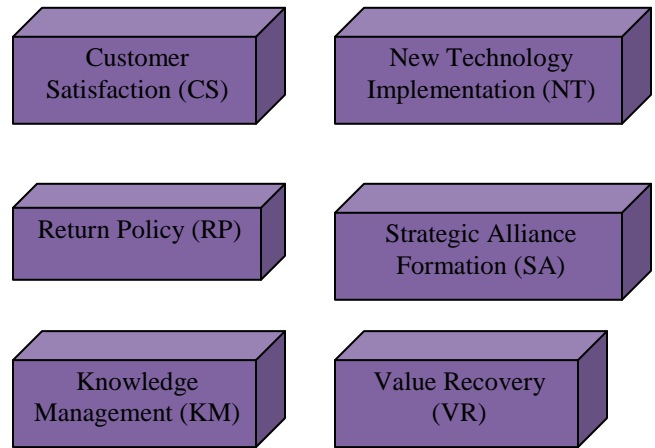 Customer
Satisfaction (CS)
New Technology
Implementation (NT)
Return Policy (RP)
Strategic Alliance
Formation (SA)
Knowledge
Management (KM)
Value Recovery
(VR)